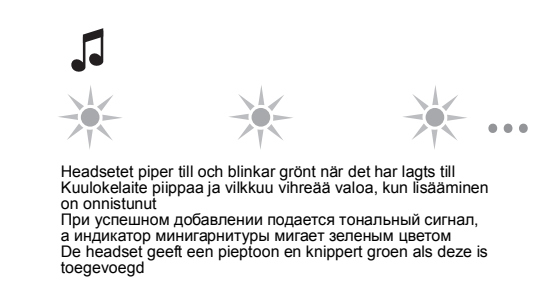 Headsetet piper till och blinkar grönt när det har lagts till
Kuulokelaite piippaa ja vilkkuu vihreää valoa, kun lisääminen
on onnistunut
При успешном добавлении подается тональный сигнал,
а индикатор минигарнитуры мигает зеленым цветом
De headset geeft een pieptoon en knippert groen als deze is
toegevoegd